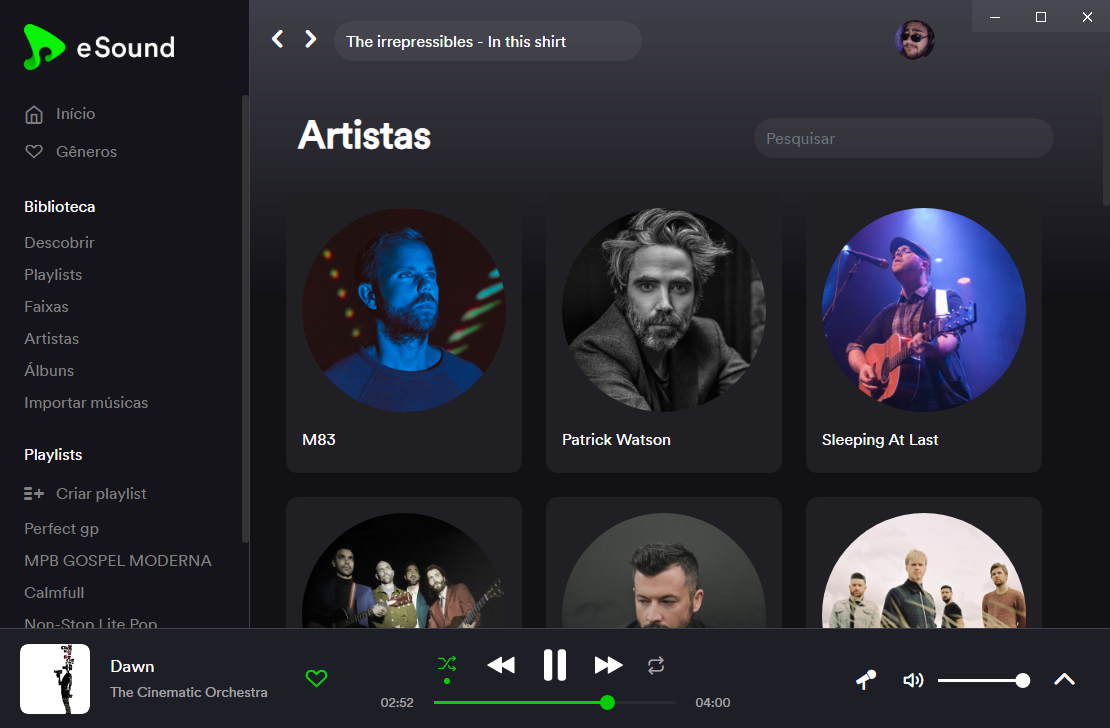 eSound
The irrepressibles - In this shirt
Início
Gêneros
Biblioteca
Descobrir
Playlists
Faixas
Artistas
Álbuns
Importar músicas
Playlists
Criar playlist
Perfect gp
MPB GOSPEL MODERNA
Calmfull
Non-Stop Lite Pop
Artistas
Pesquisar
M83
Patrick Watson
Sleeping At Last
Dawn
The Cinematic Orchestra
02:52
04:00